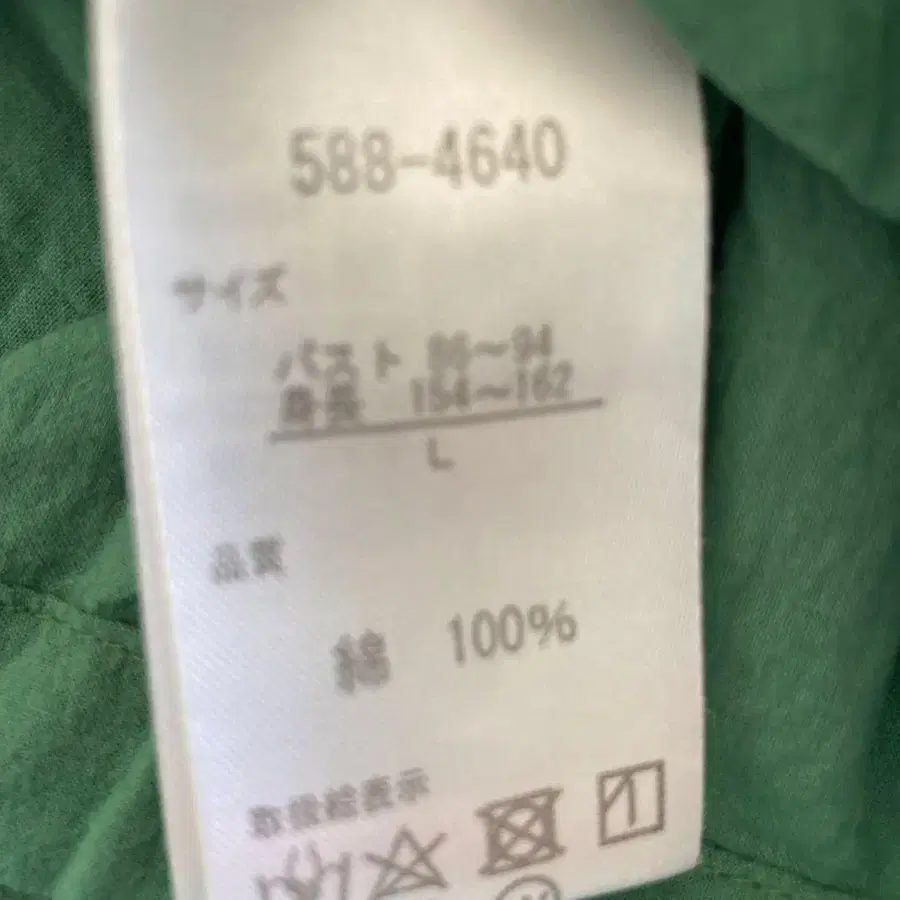 588-4640
サイズ
バスト 86〜94
身長 154〜162
L
品質
綿 100%
取扱絵表示